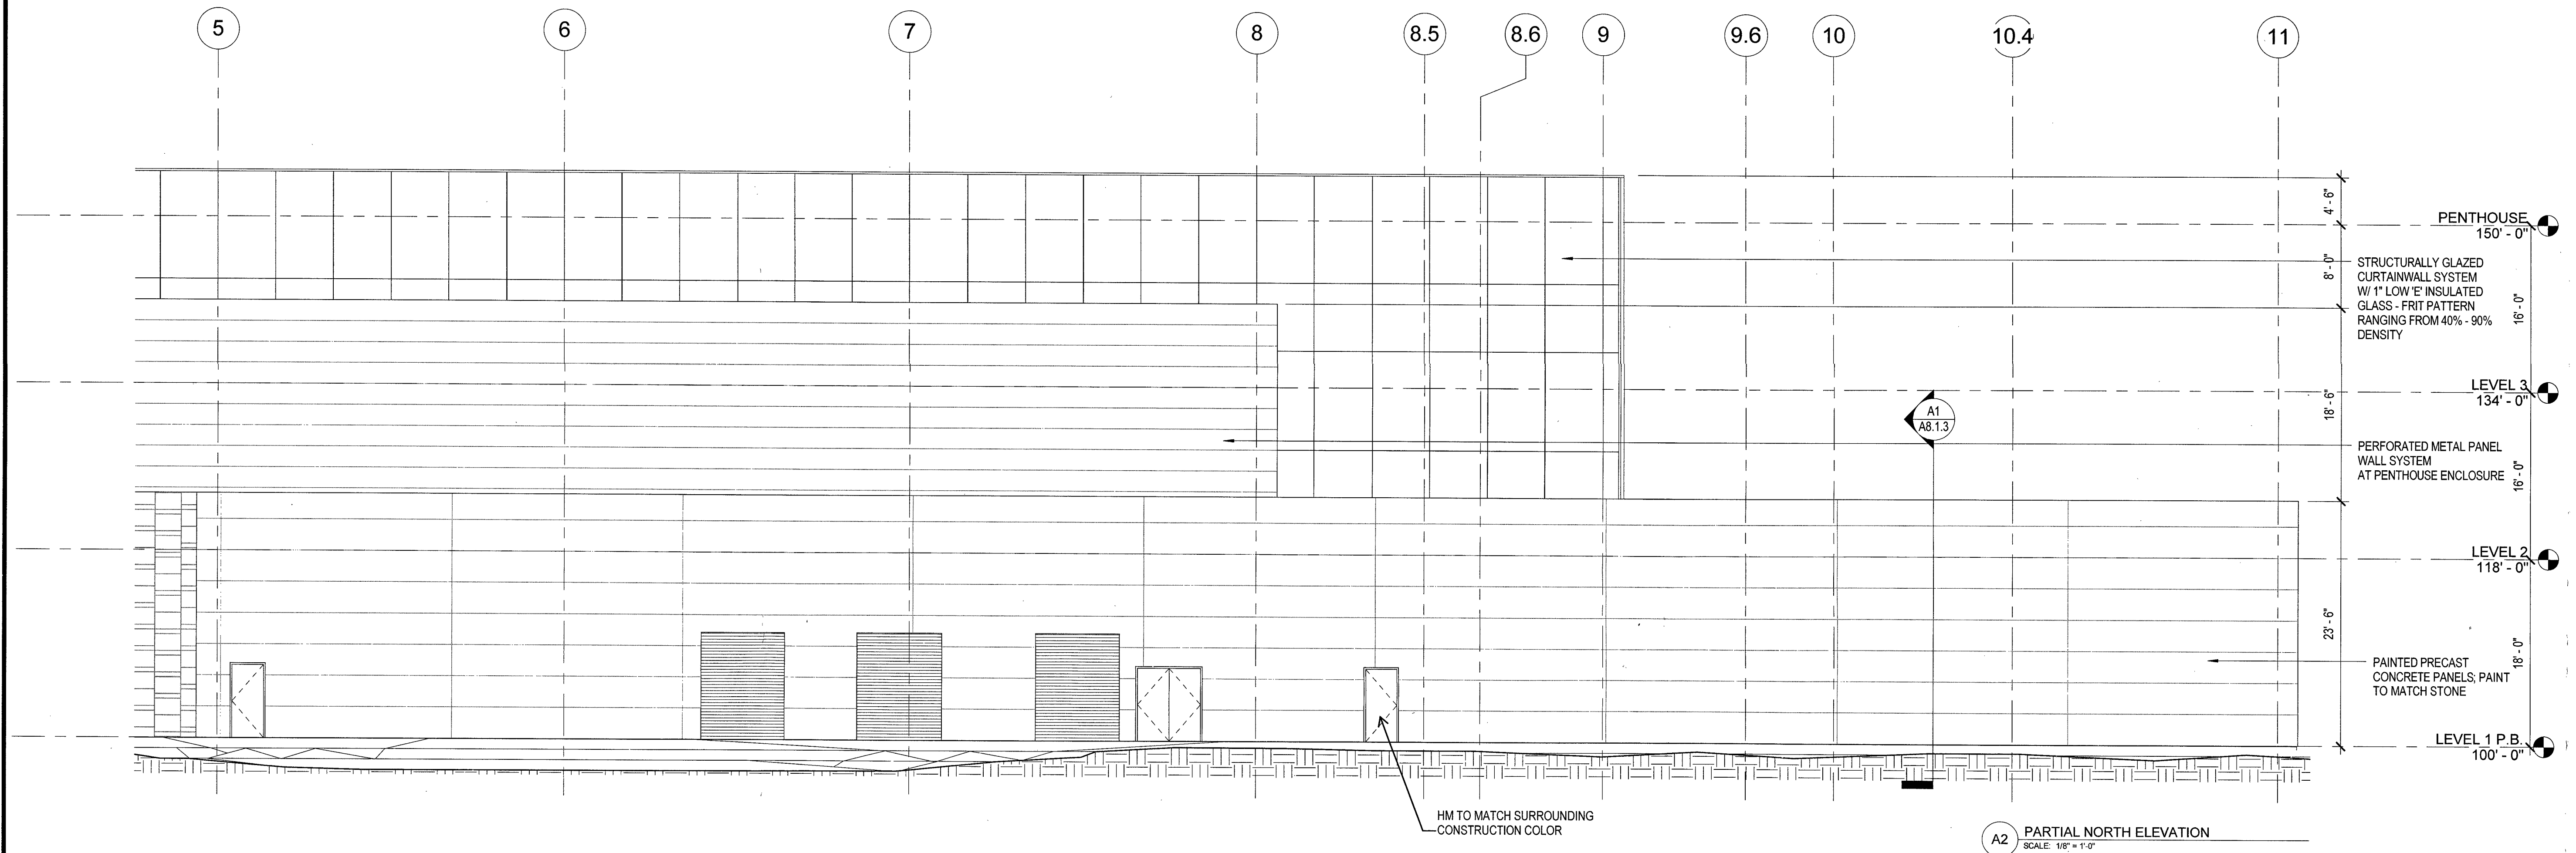 5
6
7
8
8.5
8.6
9
9.6
10
10.4
11
4' - 6"
PENTHOUSE
150' - 0"
8' - 0"
STRUCTURALLY GLAZED
CURTAINWALL SYSTEM
W/ 1" LOW 'E' INSULATED
GLASS - FRIT PATTERN
RANGING FROM 40% - 90%
DENSITY
16' - 0"
LEVEL 3
134' - 0"
18' - 6"
A1
A8.1.3
PERFORATED METAL PANEL
WALL SYSTEM
AT PENTHOUSE ENCLOSURE
16' - 0"
LEVEL 2
118' - 0"
23' - 6"
18' - 0"
PAINTED PRECAST
CONCRETE PANELS; PAINT
TO MATCH STONE
LEVEL 1 P.B.
100' - 0"
HM TO MATCH SURROUNDING
CONSTRUCTION COLOR
A2
PARTIAL NORTH ELEVATION
SCALE: 1/8" = 1'-0"